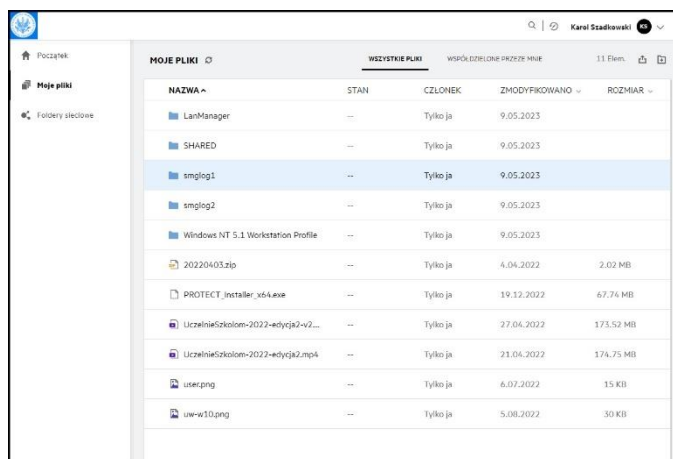 Karol Szadkowski KS
Początek
Moje pliki
Foldery sieciowe
MOJE PLIKI WSZYSTKIE PLIKI WSPÓŁDZIELONE PRZEZE MNIE 11 Elem.
NAZWA STAN CZŁONEK ZMODYFIKOWANO ROZMIAR
LanManager -- Tylko ja 9.05.2023
SHARED -- Tylko ja 9.05.2023
smglog1 -- Tylko ja 9.05.2023
smglog2 -- Tylko ja 9.05.2023
Windows NT 5.1 Workstation Profile -- Tylko ja 9.05.2023
20220403.zip -- Tylko ja 4.04.2022 2.02 MB
PROTECT_Installer_x64.exe -- Tylko ja 19.12.2022 67.74 MB
UczelnieSzkolom-2022-edycja2-v2... -- Tylko ja 27.04.2022 173.52 MB
UczelnieSzkolom-2022-edycja2.mp4 -- Tylko ja 21.04.2022 174.75 MB
user.png -- Tylko ja 6.07.2022 15 KB
uw-w10.png -- Tylko ja 5.08.2022 30 KB